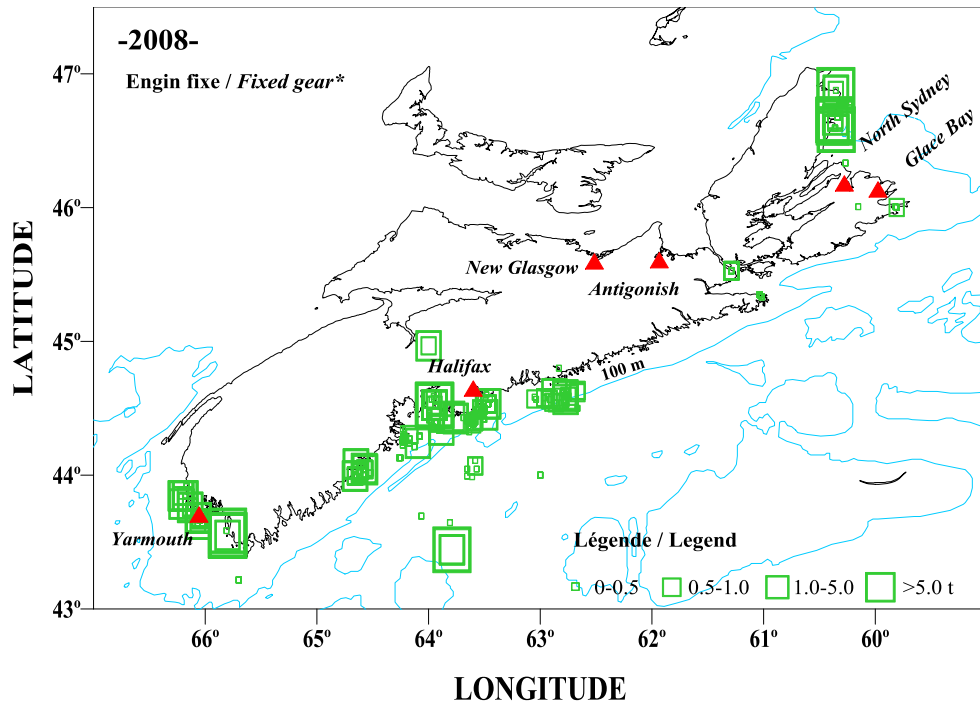 -2008-
Engin fixe / Fixed gear*
47°
46°
45°
44°
43°
LATITUDE
North Sydney
Glace Bay
New Glasgow
Antigonish
Halifax
100 m
Yarmouth
Légende / Legend
0-0.5 0.5-1.0 1.0-5.0 >5.0 t
66° 65° 64° 63° 62° 61° 60°
LONGITUDE